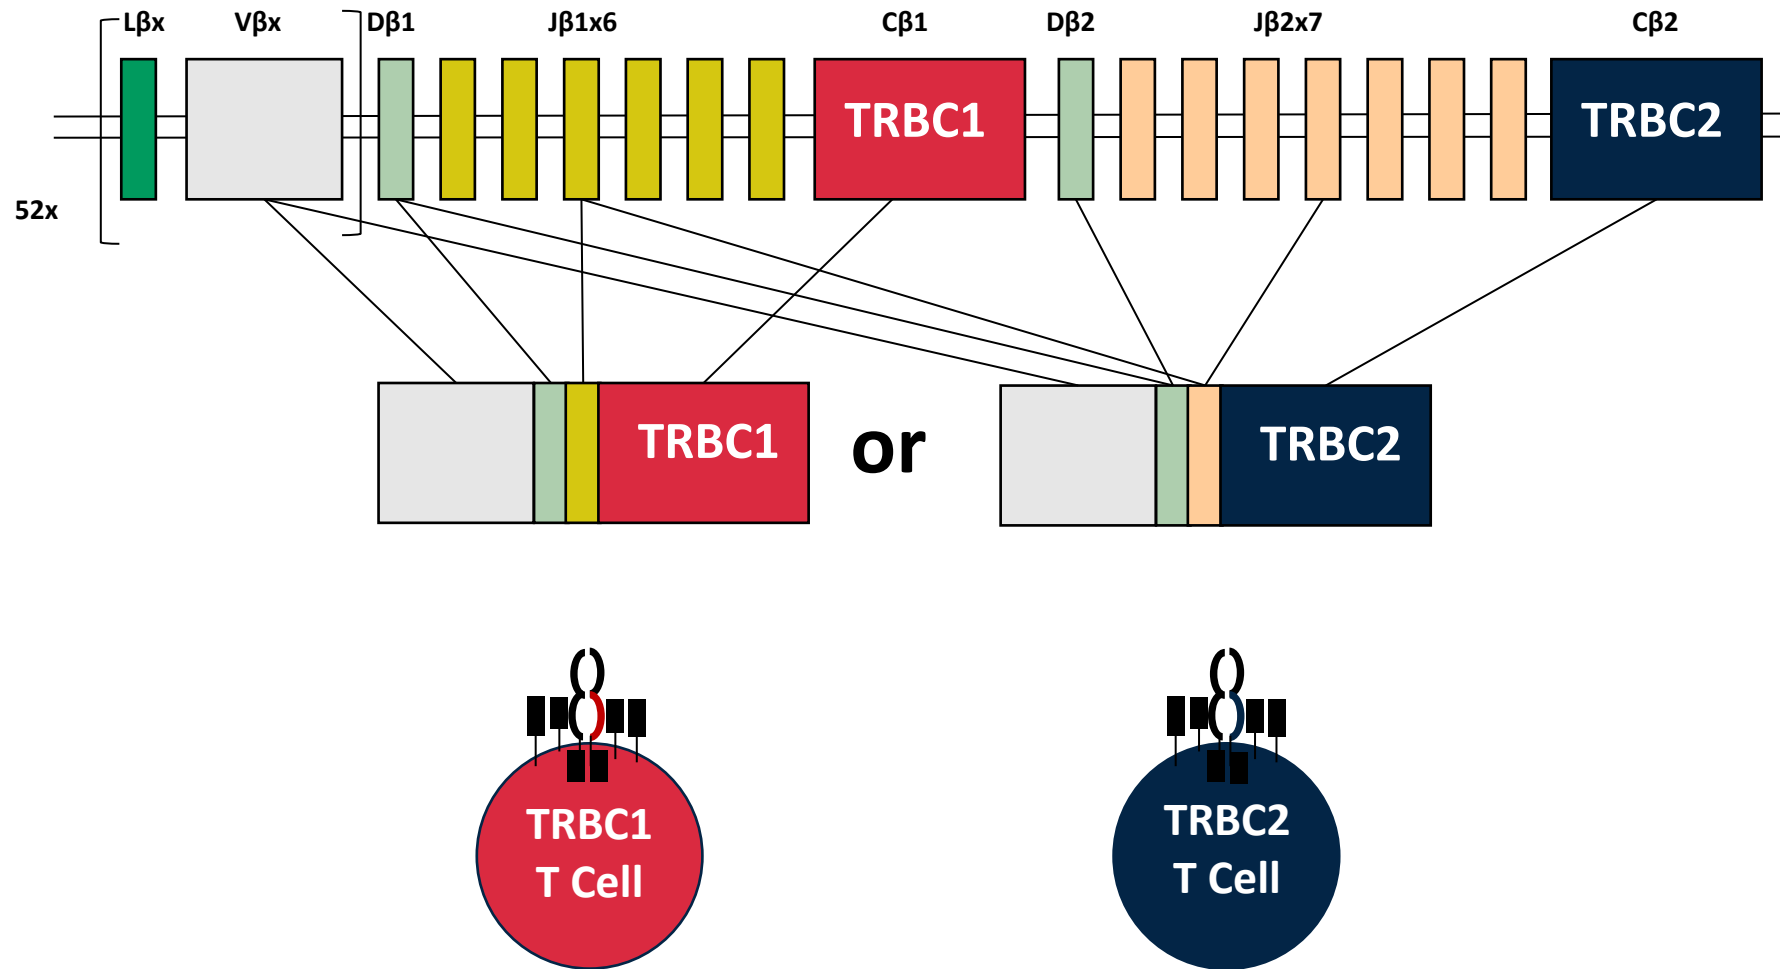 Lβx Vβx Dβ1 Jβ1x6 Cβ1 Dβ2 Jβ2x7 Cβ2
TRBC1 TRBC2
52x
TRBC1 or TRBC2
TRBC1
T Cell
TRBC2
T Cell